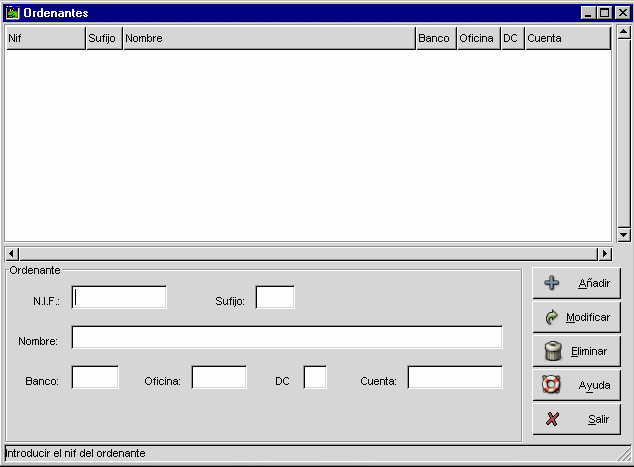 Ordenantes
Nif Sufijo Nombre Banco Oficina DC Cuenta
Ordenante
N.I.F.: Sufijo:
Nombre:
Banco: Oficina: DC Cuenta:
Añadir
Modificar
Eliminar
Ayuda
Salir
Introducir el nif del ordenante